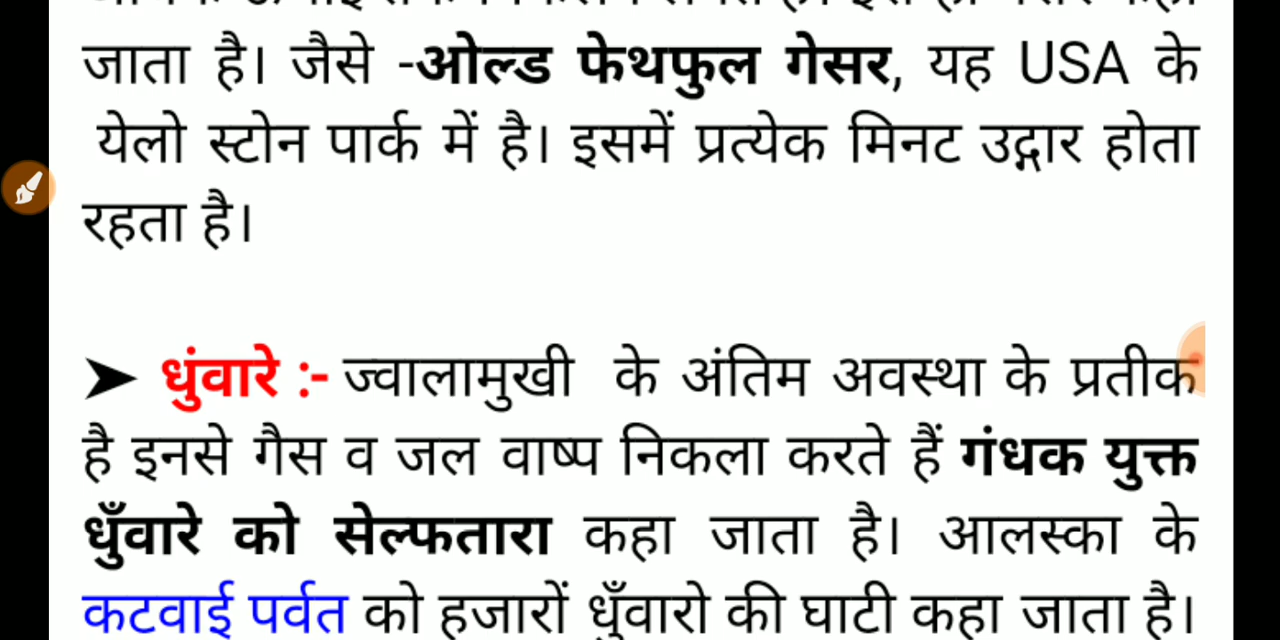 जाता है। जैसे -ओल्ड फेथफुल गेसर, यह USA के
येलो स्टोन पार्क में है। इसमें प्रत्येक मिनट उद्गार होता
रहता है।
➤ धुंवारे :- ज्वालामुखी के अंतिम अवस्था के प्रतीक
है इनसे गैस व जल वाष्प निकला करते हैं गंधक युक्त
धुँवारे को सेल्फतारा कहा जाता है। आलस्का के
कटवाई पर्वत को हजारों धुँवारो की घाटी कहा जाता है।